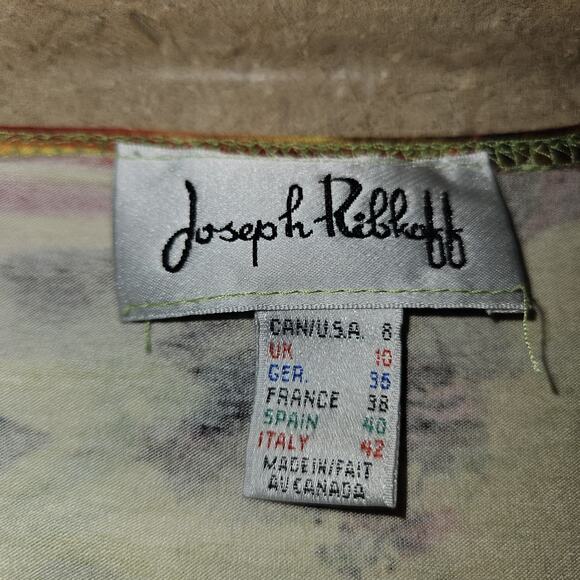 Joseph Ribkoff
CAN/U.S.A. 8
UK 10
GER. 36
FRANCE 38
SPAIN 40
ITALY 42
MADE IN/FAIT
AU CANADA